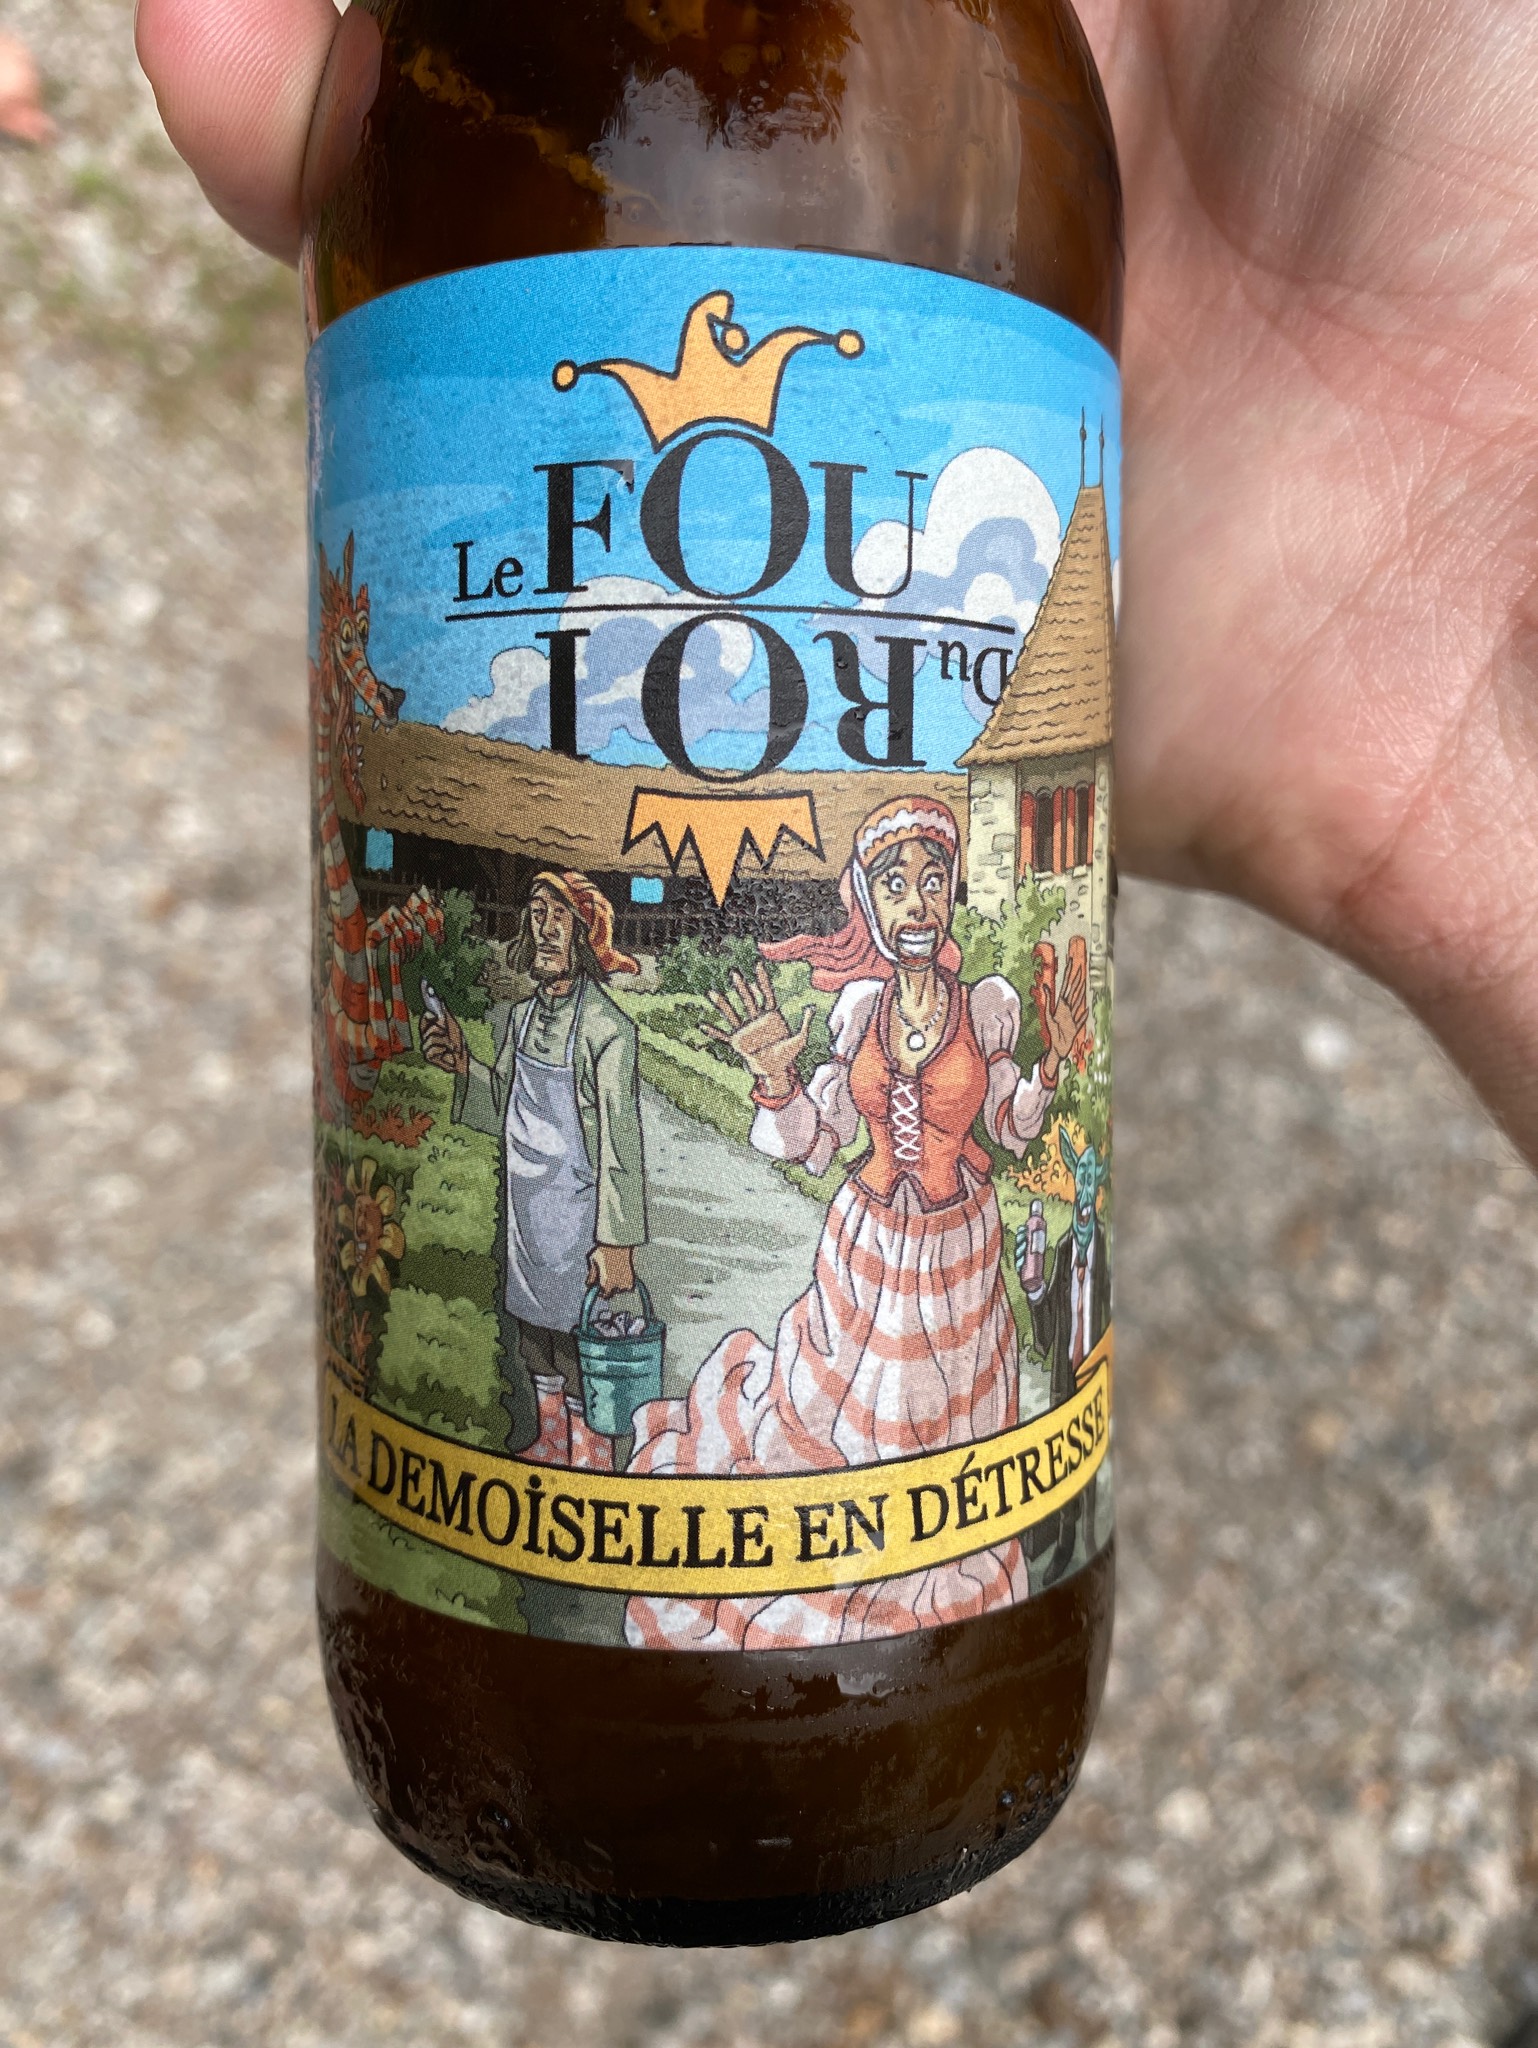 Le FOU
Du ROI
LA DEMOISELLE EN DÉTRESSE